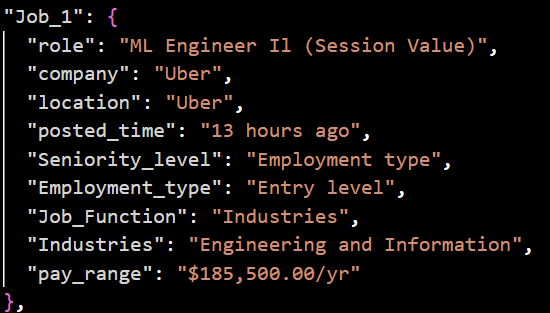 "Job_1": {
"role": "ML Engineer Il (Session Value)",
"company": "Uber",
"location": "Uber",
"posted_time": "13 hours ago",
"Seniority_level": "Employment type",
"Employment_type": "Entry level",
"Job_Function": "Industries",
"Industries": "Engineering and Information",
"pay_range": "$185,500.00/yr"
},